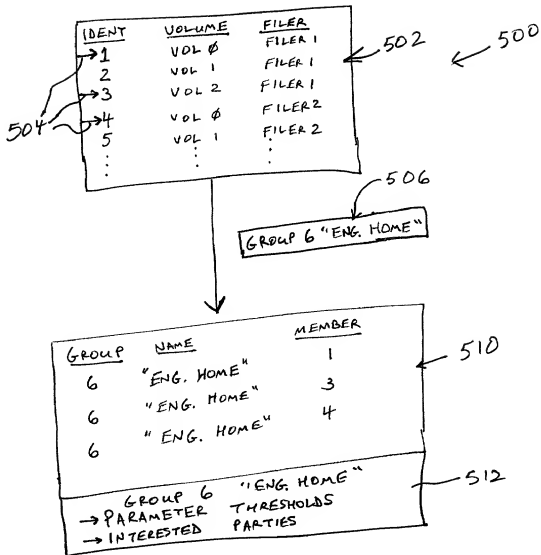 IDENT VOLUME FILER
1 VOL Ø FILER 1
2 VOL 1 FILER 1
3 VOL 2 FILER 1
4 VOL Ø FILER2
5 VOL 1 FILER 2
502
500
504
506
GROUP 6 "ENG. HOME"
GROUP NAME MEMBER
6 "ENG. HOME" 1
6 "ENG. HOME" 3
6 "ENG. HOME" 4
510
GROUP 6 "ENG. HOME"
→ PARAMETER THRESHOLDS
→ INTERESTED PARTIES
512